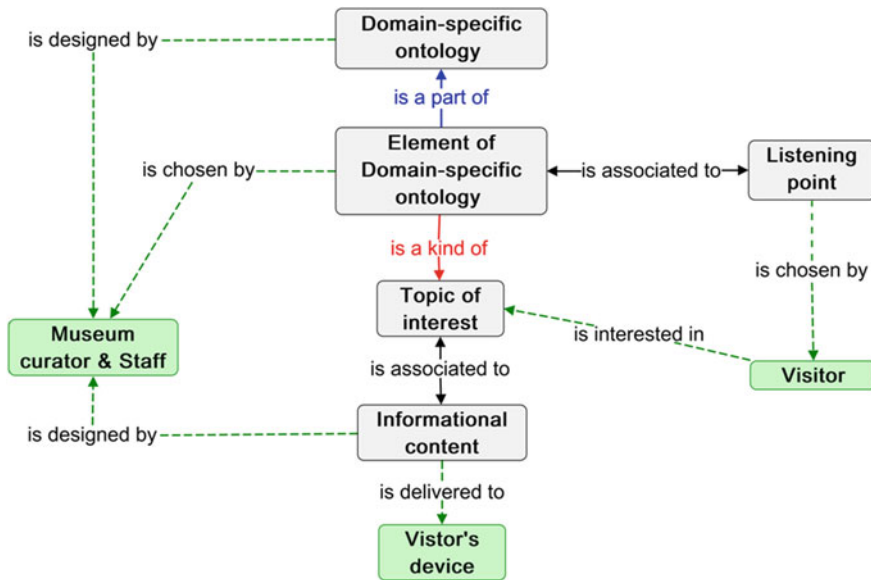 Domain-specific
ontology
is designed by
is a part of
Element of
Domain-specific
ontology
is chosen by
is associated to
Listening
point
is a kind of
is chosen by
Topic of
interest
Museum
curator & Staff
is interested in
Visitor
is associated to
Informational
content
is designed by
is delivered to
Vistor's
device